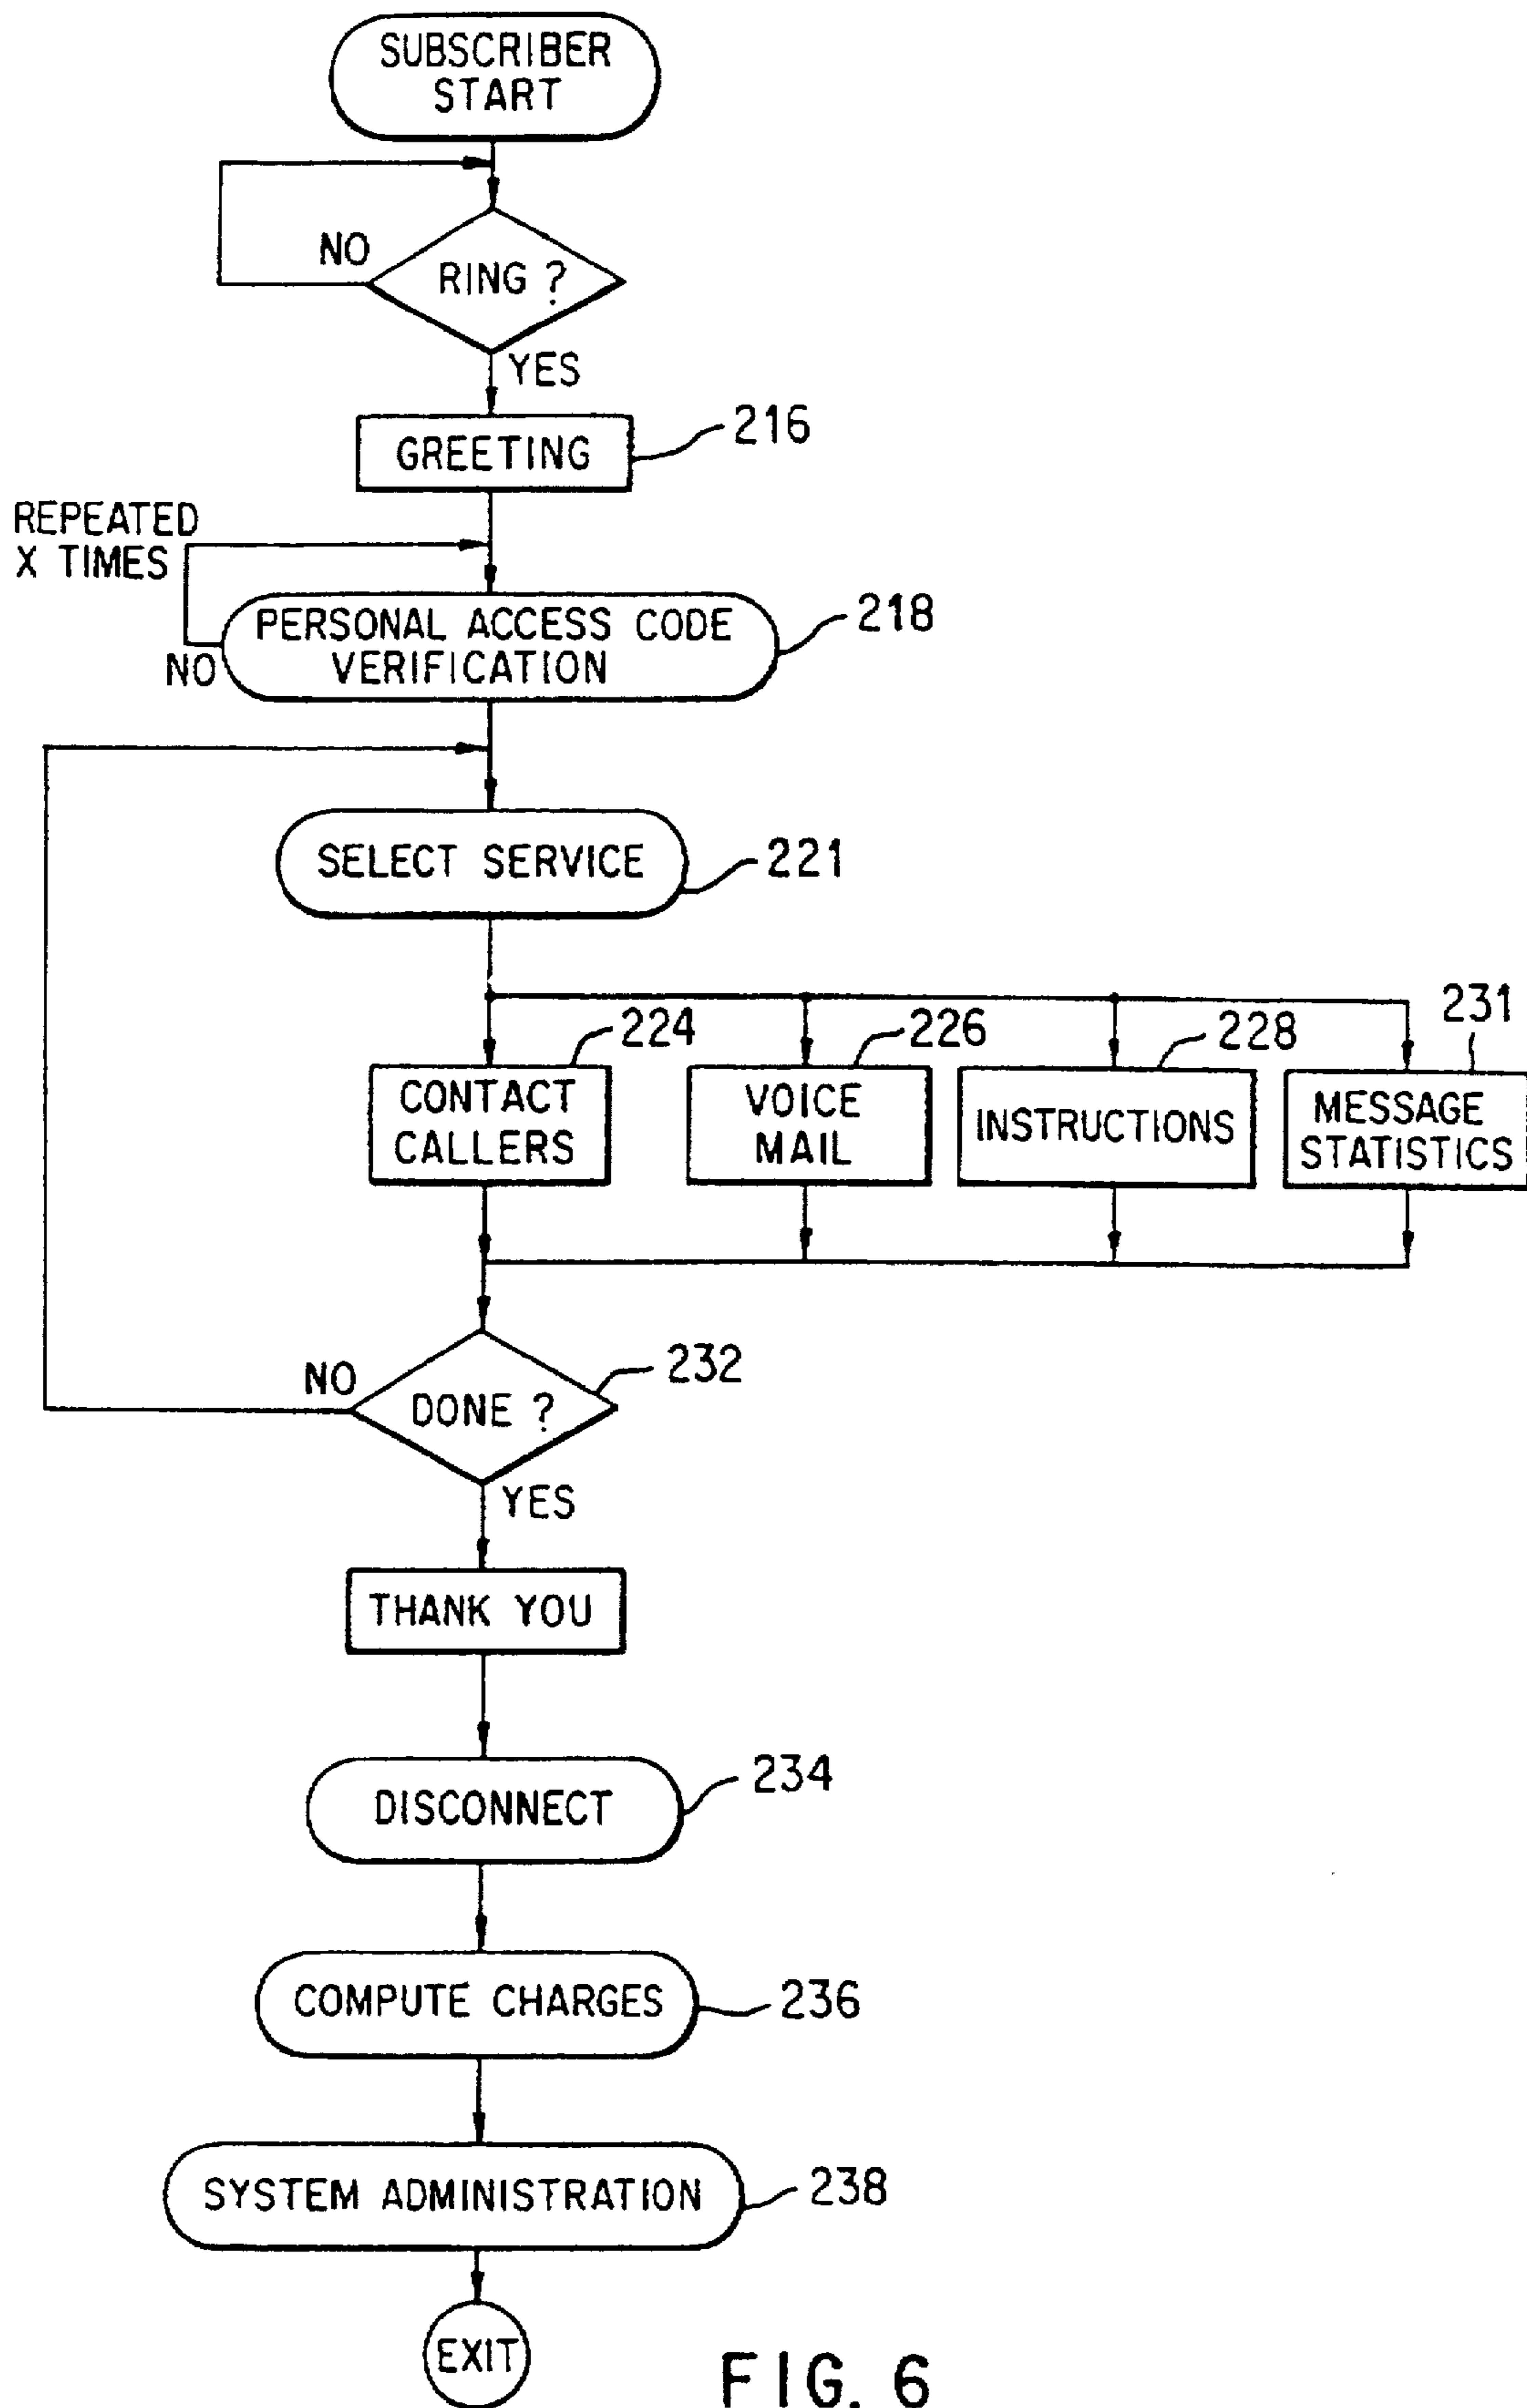 SUBSCRIBER
START
NO
RING ?
YES
GREETING
216
REPEATED
X TIMES
PERSONAL ACCESS CODE
VERIFICATION
218
NO
SELECT SERVICE
221
224
226
228
231
CONTACT
CALLERS
VOICE
MAIL
INSTRUCTIONS
MESSAGE
STATISTICS
NO
DONE ?
232
YES
THANK YOU
DISCONNECT
234
COMPUTE CHARGES
236
SYSTEM ADMINISTRATION
238
EXIT
FIG. 6